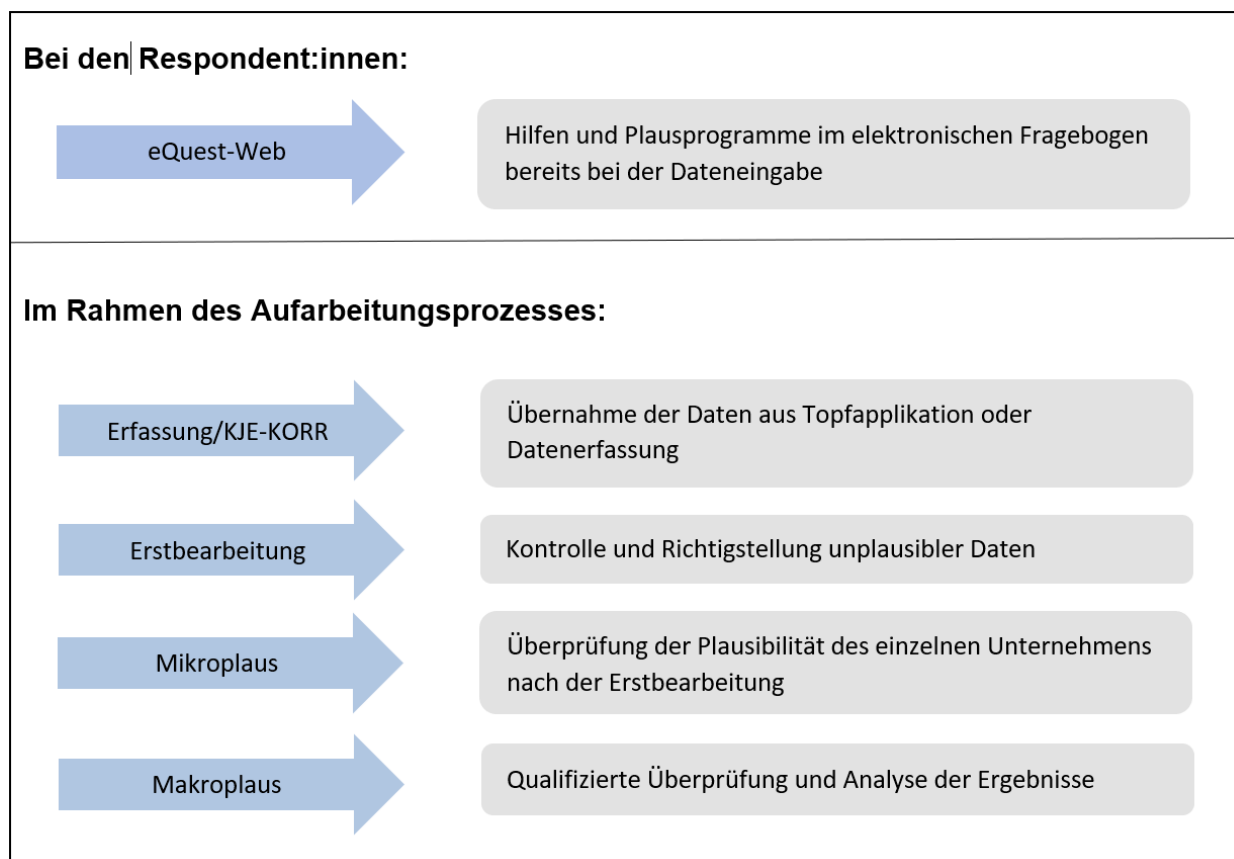 Bei den Respondent:innen:
eQuest-Web
Hilfen und Plausprogramme im elektronischen Fragebogen
bereits bei der Dateneingabe
Im Rahmen des Aufarbeitungsprozesses:
Erfassung/KJE-KORR
Übernahme der Daten aus Topfapplikation oder
Datenerfassung
Erstbearbeitung
Kontrolle und Richtigstellung unplausibler Daten
Mikroplaus
Überprüfung der Plausibilität des einzelnen Unternehmens
nach der Erstbearbeitung
Makroplaus
Qualifizierte Überprüfung und Analyse der Ergebnisse